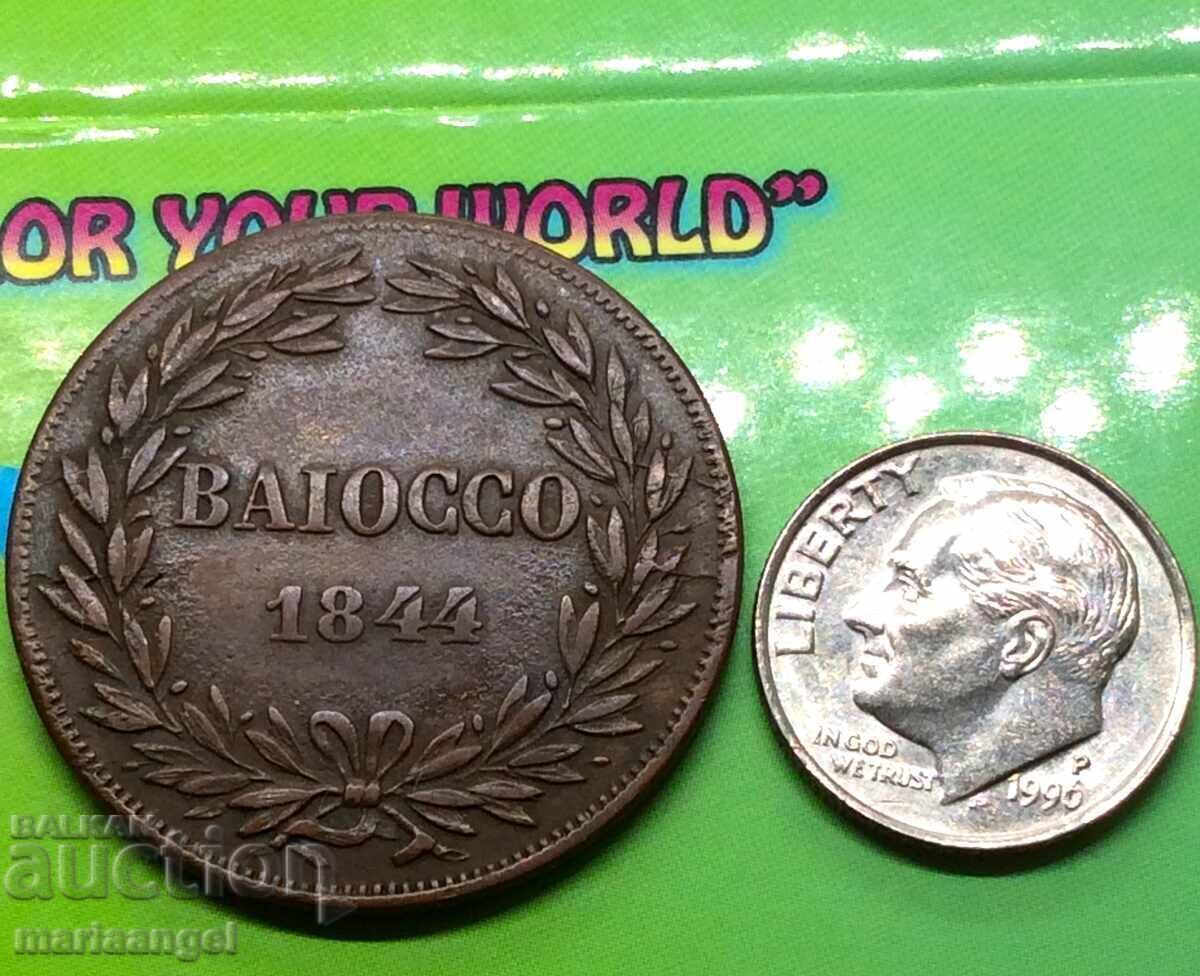 OR YOUR WORLD”
BAIOCCO
1844
LIBERTY
IN GOD
WE TRUST
P
1996
BALKAN
auction
mariaangel